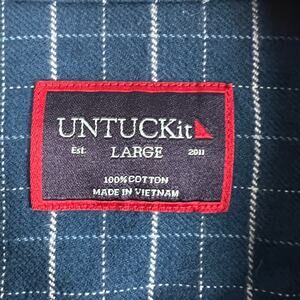 UNTUCKit
Est. LARGE 2011
100% COTTON
MADE IN VIETNAM